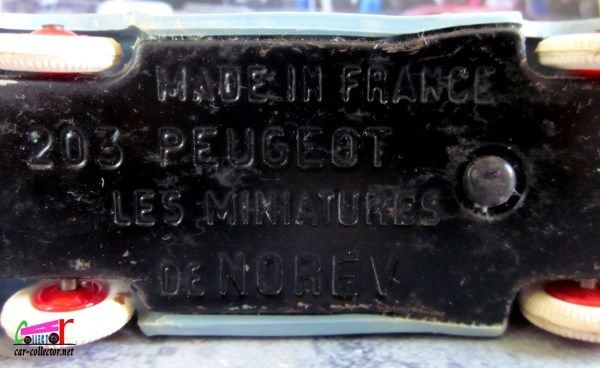 MADE IN FRANCE
203 PEUGEOT
LES MINIATURES
DE NOREV
car-collector.net